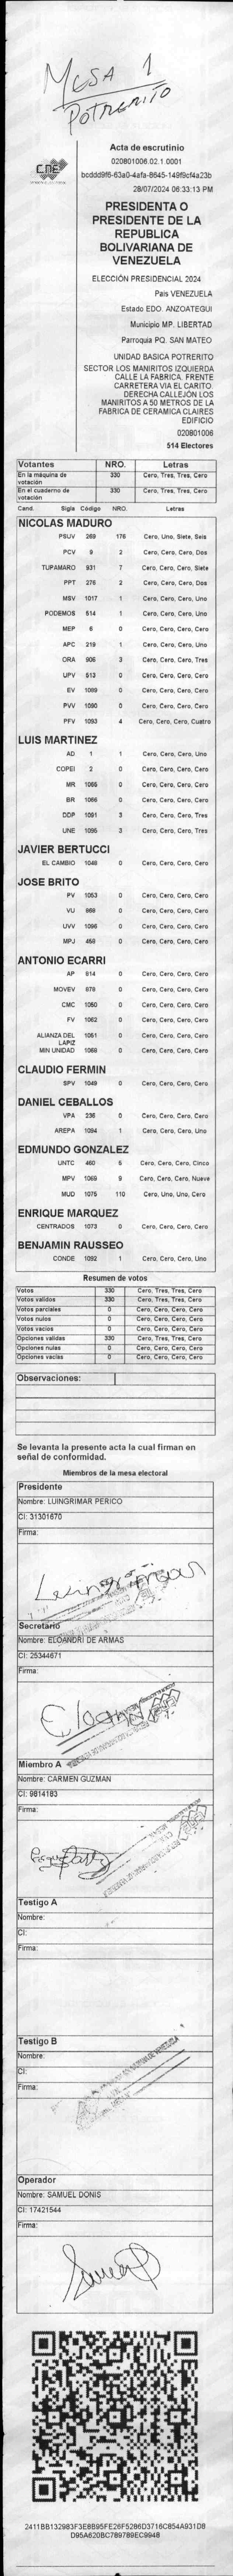 MESA 1
POTRERITO
CNE
Acta de escrutinio
020801006.02.1.0001
bcddd9f6-63a0-4afa-8645-149f9cf4a23b
28/07/2024 06:33:13 PM
PRESIDENTA O
PRESIDENTE DE LA
REPUBLICA
BOLIVARIANA DE
VENEZUELA
ELECCIÓN PRESIDENCIAL 2024
Pais VENEZUELA
Estado EDO. ANZOATEGUI
Municipio MP. LIBERTAD
Parroquia PQ. SAN MATEO
UNIDAD BASICA POTRERITO
SECTOR LOS MANIRITOS IZQUIERDA
CALLE LA FABRICA. FRENTE
CARRETERA VIA EL CARITO.
DERECHA CALLEJÓN LOS
MANIRITOS A 50 METROS DE LA
FABRICA DE CERAMICA CLAIRES
EDIFICIO
020801006
514 Electores
Votantes NRO. Letras
En la máquina de votación 330 Cero, Tres, Tres, Cero
En el cuaderno de votación 330 Cero, Tres, Tres, Cero
Cand. Sigla Código NRO. Letras
NICOLAS MADURO
PSUV 269 176 Cero, Uno, Siete, Seis
PCV 9 2 Cero, Cero, Cero, Dos
TUPAMARO 931 7 Cero, Cero, Cero, Siete
PPT 276 2 Cero, Cero, Cero, Dos
MSV 1017 1 Cero, Cero, Cero, Uno
PODEMOS 514 1 Cero, Cero, Cero, Uno
MEP 6 0 Cero, Cero, Cero, Cero
APC 219 1 Cero, Cero, Cero, Uno
ORA 906 3 Cero, Cero, Cero, Tres
UPV 513 0 Cero, Cero, Cero, Cero
EV 1089 0 Cero, Cero, Cero, Cero
PVV 1090 0 Cero, Cero, Cero, Cero
PFV 1093 4 Cero, Cero, Cero, Cuatro
LUIS MARTINEZ
AD 1 1 Cero, Cero, Cero, Uno
COPEI 2 0 Cero, Cero, Cero, Cero
MR 1065 0 Cero, Cero, Cero, Cero
BR 1066 0 Cero, Cero, Cero, Cero
DDP 1091 3 Cero, Cero, Cero, Tres
UNE 1095 3 Cero, Cero, Cero, Tres
JAVIER BERTUCCI
EL CAMBIO 1048 0 Cero, Cero, Cero, Cero
JOSE BRITO
PV 1053 0 Cero, Cero, Cero, Cero
VU 989 0 Cero, Cero, Cero, Cero
UVV 1096 0 Cero, Cero, Cero, Cero
MPJ 459 0 Cero, Cero, Cero, Cero
ANTONIO ECARRI
AP 914 0 Cero, Cero, Cero, Cero
MOVEV 979 0 Cero, Cero, Cero, Cero
CMC 1050 0 Cero, Cero, Cero, Cero
FV 1062 0 Cero, Cero, Cero, Cero
ALIANZA DEL LAPIZ 1051 0 Cero, Cero, Cero, Cero
MIN UNIDAD 1069 0 Cero, Cero, Cero, Cero
CLAUDIO FERMIN
SPV 1049 0 Cero, Cero, Cero, Cero
DANIEL CEBALLOS
VPA 236 0 Cero, Cero, Cero, Cero
AREPA 1094 1 Cero, Cero, Cero, Uno
EDMUNDO GONZALEZ
UNTC 460 5 Cero, Cero, Cero, Cinco
MPV 1069 9 Cero, Cero, Cero, Nueve
MUD 1075 110 Cero, Uno, Uno, Cero
ENRIQUE MARQUEZ
CENTRADOS 1073 0 Cero, Cero, Cero, Cero
BENJAMIN RAUSSEO
CONDE 1092 1 Cero, Cero, Cero, Uno
Resumen de votos
Votos 330 Cero, Tres, Tres, Cero
Votos validos 330 Cero, Tres, Tres, Cero
Votos parciales 0 Cero, Cero, Cero, Cero
Votos nulos 0 Cero, Cero, Cero, Cero
Votos vacios 0 Cero, Cero, Cero, Cero
Opciones validas 330 Cero, Tres, Tres, Cero
Opciones nulas 0 Cero, Cero, Cero, Cero
Opciones vacias 0 Cero, Cero, Cero, Cero
Observaciones:
Se levanta la presente acta la cual firman en
señal de conformidad.
Miembros de la mesa electoral
Presidente
Nombre: LUINGRIMAR PERICO
CI: 31301670
Firma:
Secretario
Nombre: ELOANDRI DE ARMAS
CI: 25344671
Firma:
Miembro A
Nombre: CARMEN GUZMAN
CI: 9814183
Firma:
Testigo A
Nombre:
CI:
Firma:
Testigo B
Nombre:
CI:
Firma:
Operador
Nombre: SAMUEL DONIS
CI: 17421544
Firma:
2411BB132983F3E8B95FE26F5286D3716C854A931D8
D95A620BC789789EC9948